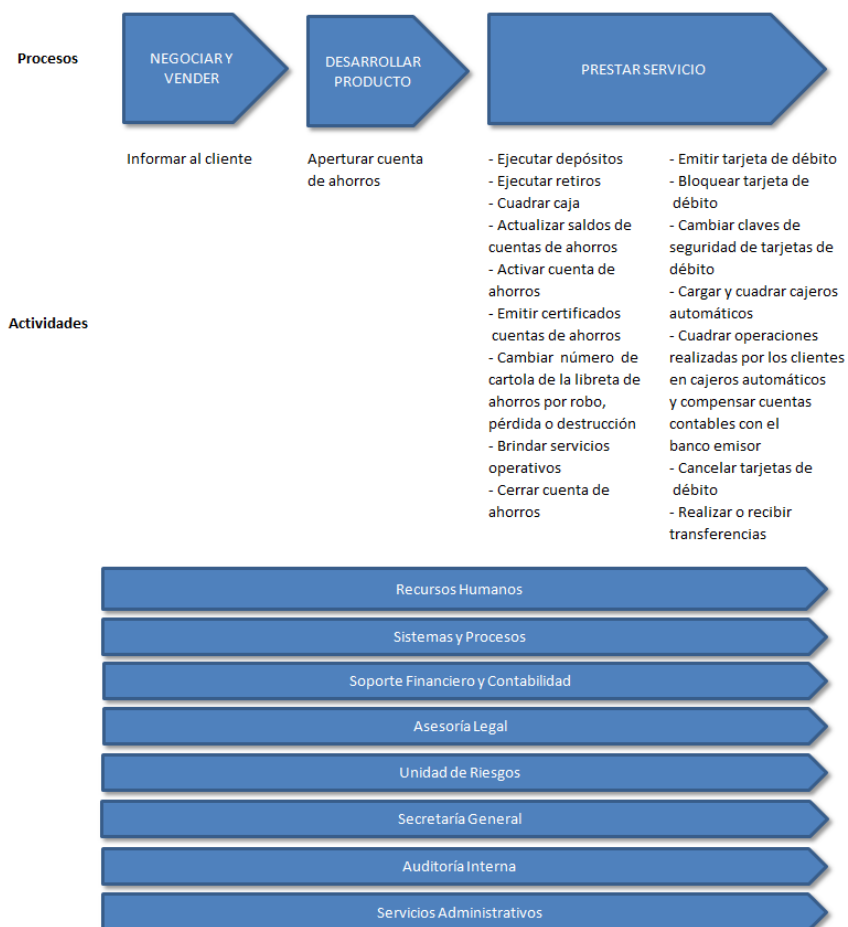 Procesos
NEGOCIAR Y
VENDER
DESARROLLAR
PRODUCTO
PRESTAR SERVICIO
Informar al cliente
Aperturar cuenta
de ahorros
- Ejecutar depósitos
- Ejecutar retiros
- Cuadrar caja
- Actualizar saldos de
cuentas de ahorros
- Activar cuenta de
ahorros
- Emitir certificados
cuentas de ahorros
- Cambiar número de
cartola de la libreta de
ahorros por robo,
pérdida o destrucción
- Brindar servicios
operativos
- Cerrar cuenta de
ahorros
- Emitir tarjeta de débito
- Bloquear tarjeta de
débito
- Cambiar claves de
seguridad de tarjetas de
débito
- Cargar y cuadrar cajeros
automáticos
- Cuadrar operaciones
realizadas por los clientes
en cajeros automáticos
y compensar cuentas
contables con el
banco emisor
- Cancelar tarjetas de
débito
- Realizar o recibir
transferencias
Actividades
Recursos Humanos
Sistemas y Procesos
Soporte Financiero y Contabilidad
Asesoría Legal
Unidad de Riesgos
Secretaría General
Auditoría Interna
Servicios Administrativos